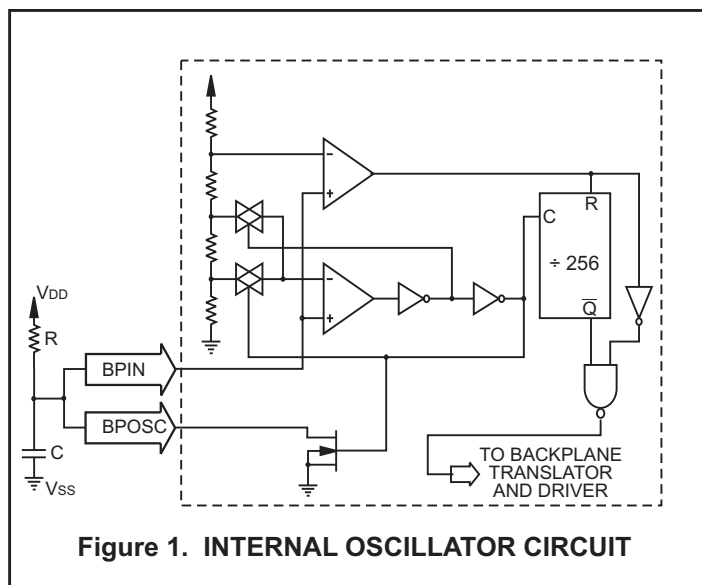 −
+
R
C
÷ 256
−
Q̅
+
VDD
R
BPIN
BPOSC
C
VSS
TO BACKPLANE
TRANSLATOR
AND DRIVER
Figure 1. INTERNAL OSCILLATOR CIRCUIT